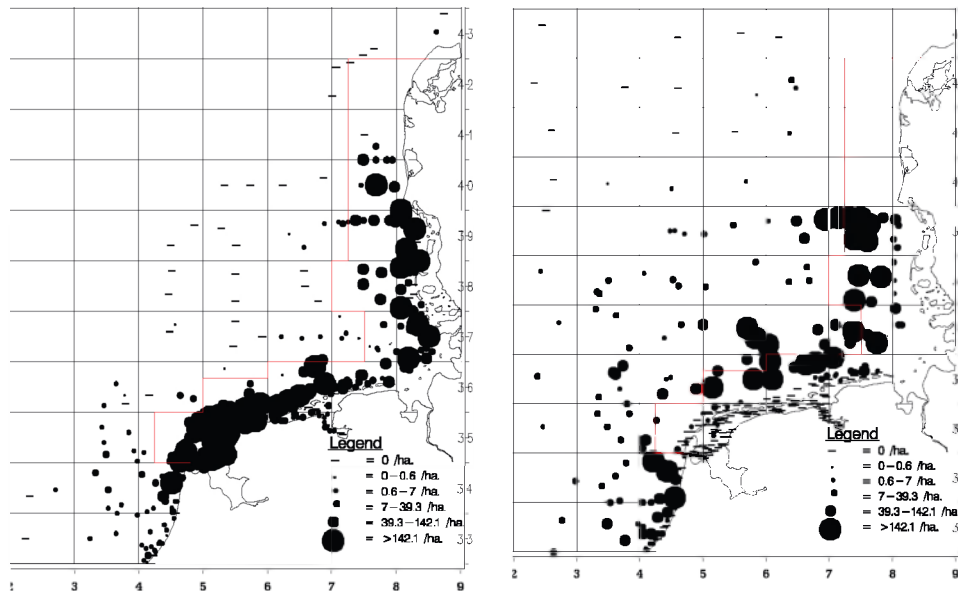 43
42
41
40
39
38
37
36
35
34
33
Legend
= 0 /ha.
= 0-0.6 /ha.
= 0.6-7 /ha.
= 7-39.3 /ha.
= 39.3-142.1 /ha.
= >142.1 /ha.
2 3 4 5 6 7 8 9
Legend
= 0 /ha.
= 0-0.6 /ha.
= 0.6-7 /ha.
= 7-39.3 /ha.
= 39.3-142.1 /ha.
= >142.1 /ha.
2 3 4 5 6 7 8 9